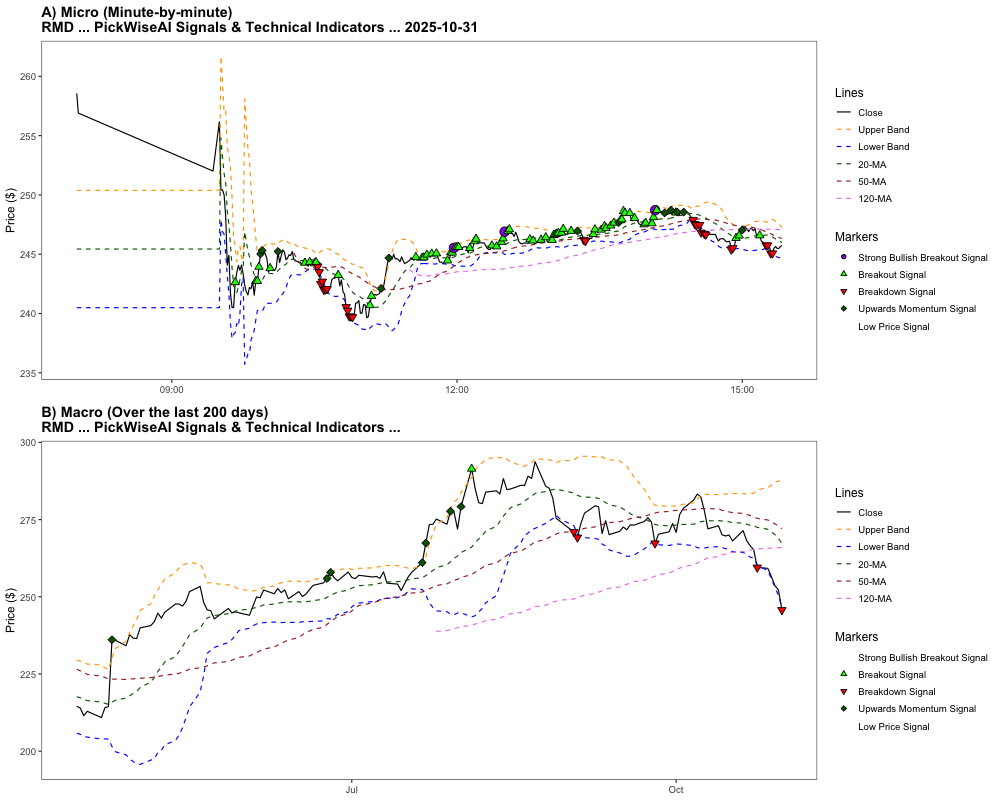 A) Micro (Minute-by-minute)
RMD ... PickWiseAI Signals & Technical Indicators ... 2025-10-31
Price ($)
260
255
250
245
240
235
09:00
12:00
15:00
Lines
Close
Upper Band
Lower Band
20-MA
50-MA
120-MA
Markers
Strong Bullish Breakout Signal
Breakout Signal
Breakdown Signal
Upwards Momentum Signal
Low Price Signal
B) Macro (Over the last 200 days)
RMD ... PickWiseAI Signals & Technical Indicators ...
Price ($)
300
275
250
225
200
Jul
Oct
Lines
Close
Upper Band
Lower Band
20-MA
50-MA
120-MA
Markers
Strong Bullish Breakout Signal
Breakout Signal
Breakdown Signal
Upwards Momentum Signal
Low Price Signal